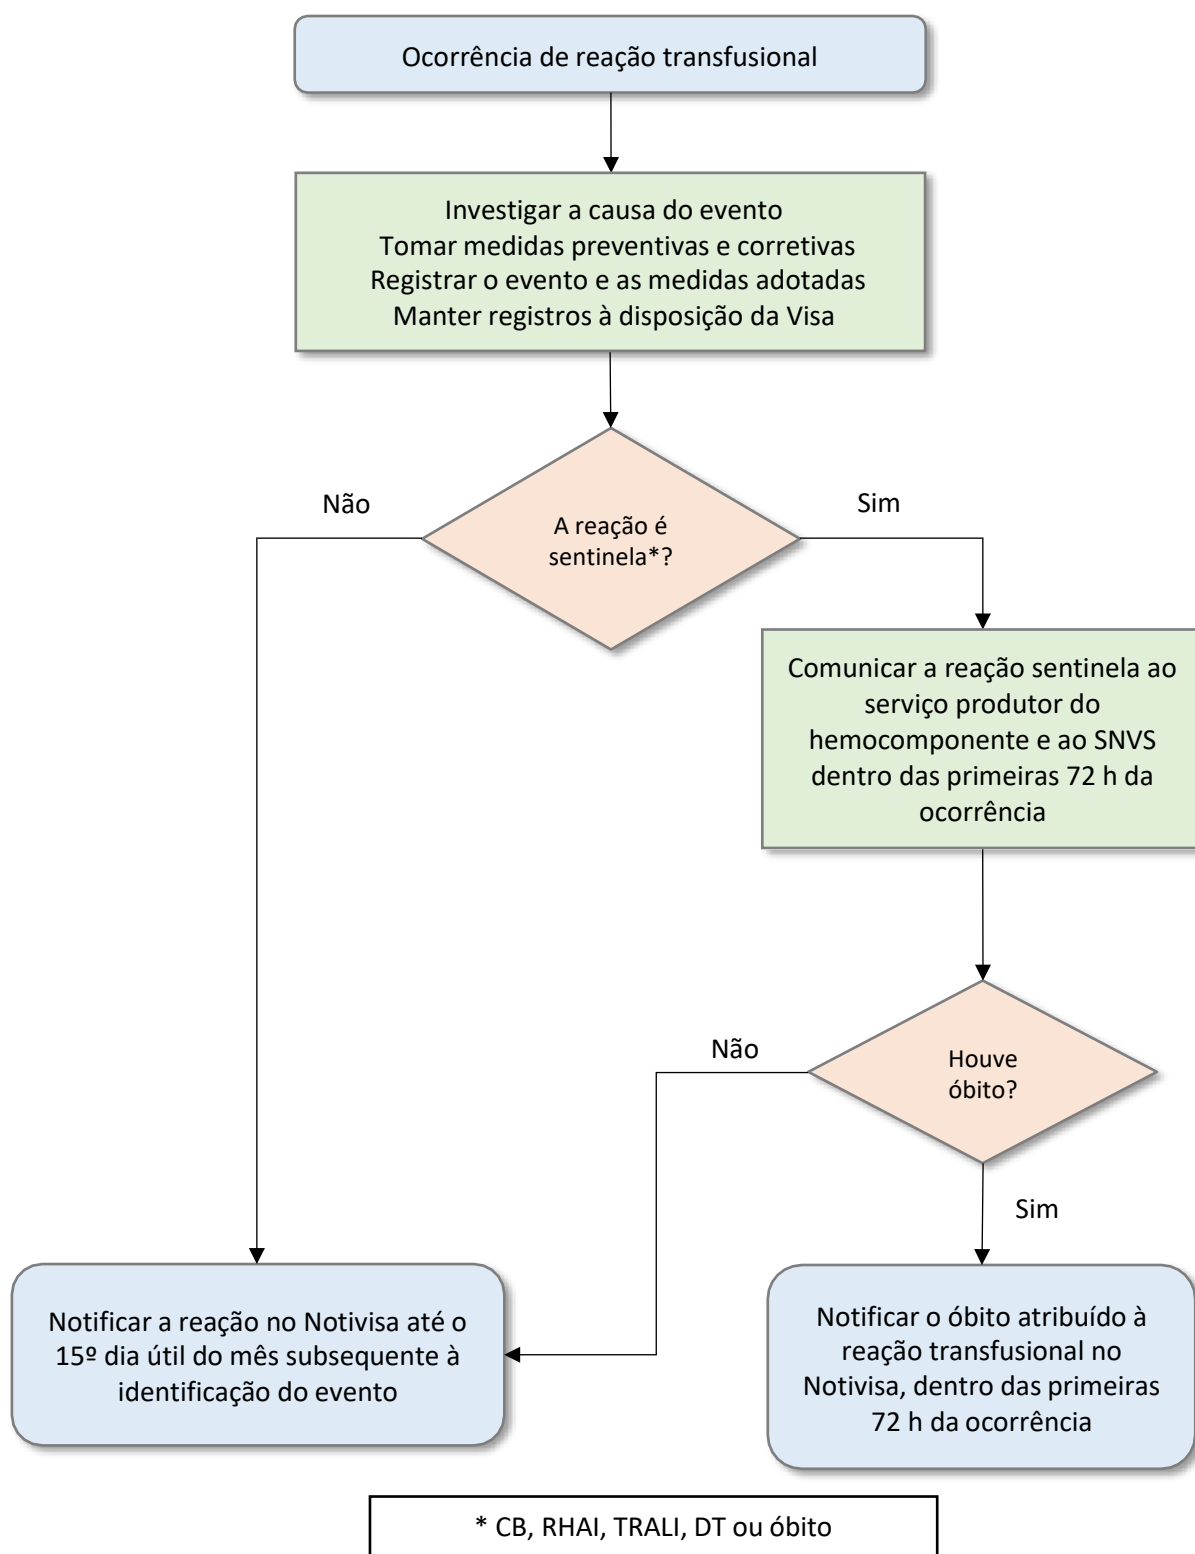 Ocorrência de reação transfusional
Investigar a causa do evento
Tomar medidas preventivas e corretivas
Registrar o evento e as medidas adotadas
Manter registros à disposição da Visa
Não
Sim
A reação é
sentinela*?
Comunicar a reação sentinela ao
serviço produtor do
hemocomponente e ao SNVS
dentro das primeiras 72 h da
ocorrência
Não
Houve
óbito?
Sim
Notificar a reação no Notivisa até o
15º dia útil do mês subsequente à
identificação do evento
Notificar o óbito atribuído à
reação transfusional no
Notivisa, dentro das primeiras
72 h da ocorrência
* CB, RHAI, TRALI, DT ou óbito